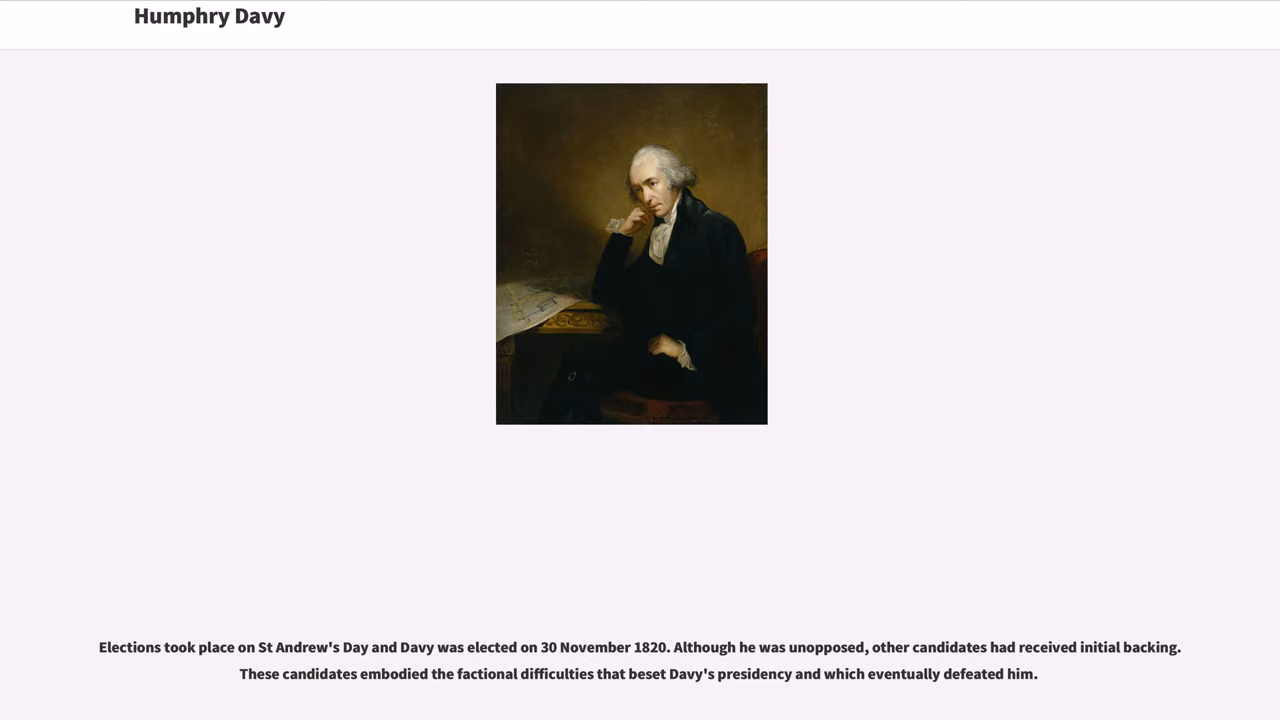 Humphry Davy
Elections took place on St Andrew's Day and Davy was elected on 30 November 1820. Although he was unopposed, other candidates had received initial backing.
These candidates embodied the factional difficulties that beset Davy's presidency and which eventually defeated him.